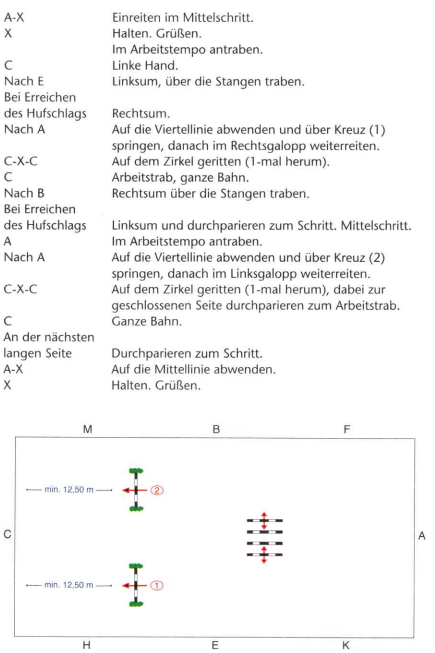 A-X Einreiten im Mittelschritt.
X Halten. Grüßen.
Im Arbeitstempo antraben.
C Linke Hand.
Nach E Linksum, über die Stangen traben.
Bei Erreichen
des Hufschlags Rechtsum.
Nach A Auf die Viertellinie abwenden und über Kreuz (1)
springen, danach im Rechtsgalopp weiterreiten.
C-X-C Auf dem Zirkel geritten (1-mal herum).
C Arbeitstrab, ganze Bahn.
Nach B Rechtsum über die Stangen traben.
Bei Erreichen
des Hufschlags Linksum und durchparieren zum Schritt. Mittelschritt.
A Im Arbeitstempo antraben.
Nach A Auf die Viertellinie abwenden und über Kreuz (2)
springen, danach im Linksgalopp weiterreiten.
C-X-C Auf dem Zirkel geritten (1-mal herum), dabei zur
geschlossenen Seite durchparieren zum Arbeitstrab.
C Ganze Bahn.
An der nächsten
langen Seite Durchparieren zum Schritt.
A-X Auf die Mittellinie abwenden.
X Halten. Grüßen.
M B F
min. 12,50 m 2
C A
min. 12,50 m 1
H E K